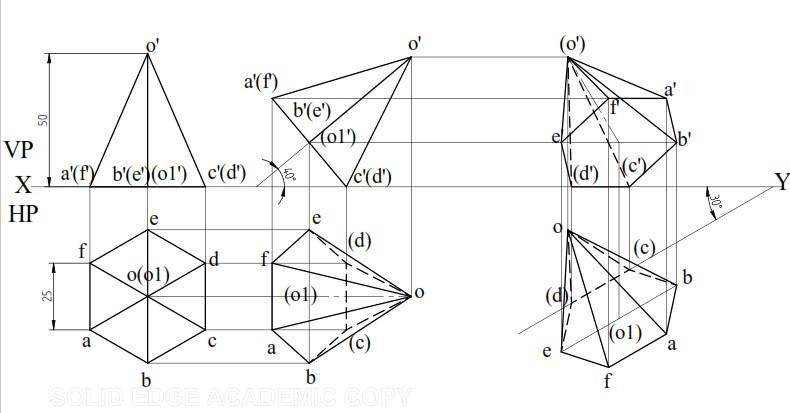 o'
50
VP
X
HP
a'(f')
b'(e')
(o1')
c'(d')
e
f
d
o(o1)
25
a
c
b
o'
a'(f')
b'(e')
(o1')
40°
c'(d')
e
(d)
f
(o1)
o
a
(c)
b
(o')
a'
f'
e
b'
(d')
(c')
Y
30°
o
(c)
b
(d)
(o1)
e
a
f
SOLID EDGE ACADEMIC COPY